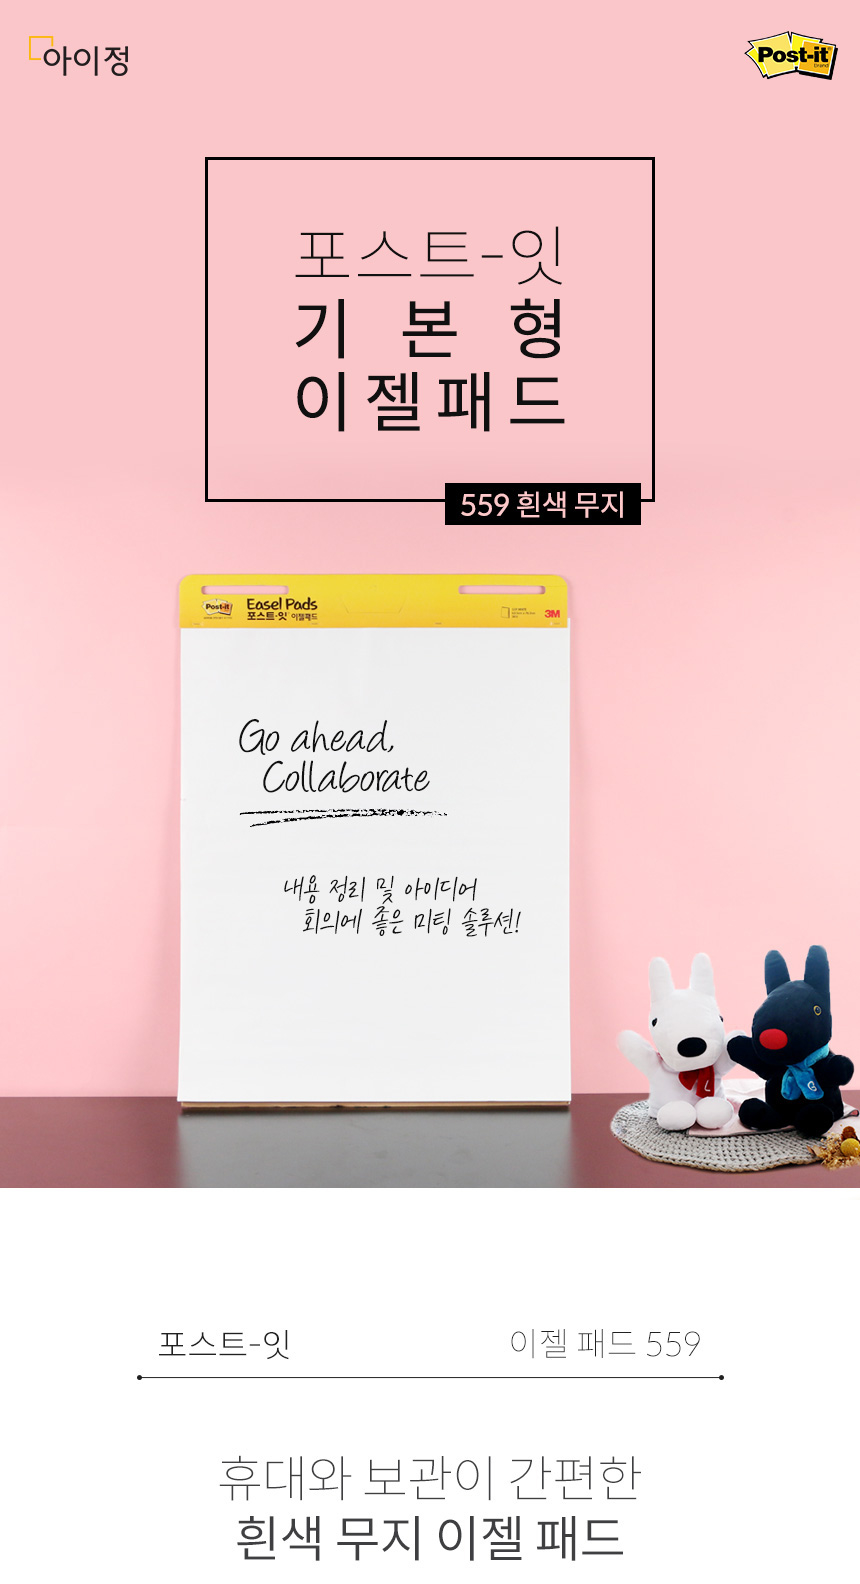 아이정
Post-it
Brand
포스트-잇
기 본 형
이젤패드
559 흰색 무지
Post-it
Easel Pads
포스트-잇 이젤패드
3M
Go ahead,
Collaborate
내용 정리 및 아이디어
회의에 좋은 미팅 솔루션!
L
G
포스트-잇
이젤 패드 559
휴대와 보관이 간편한
흰색 무지 이젤 패드